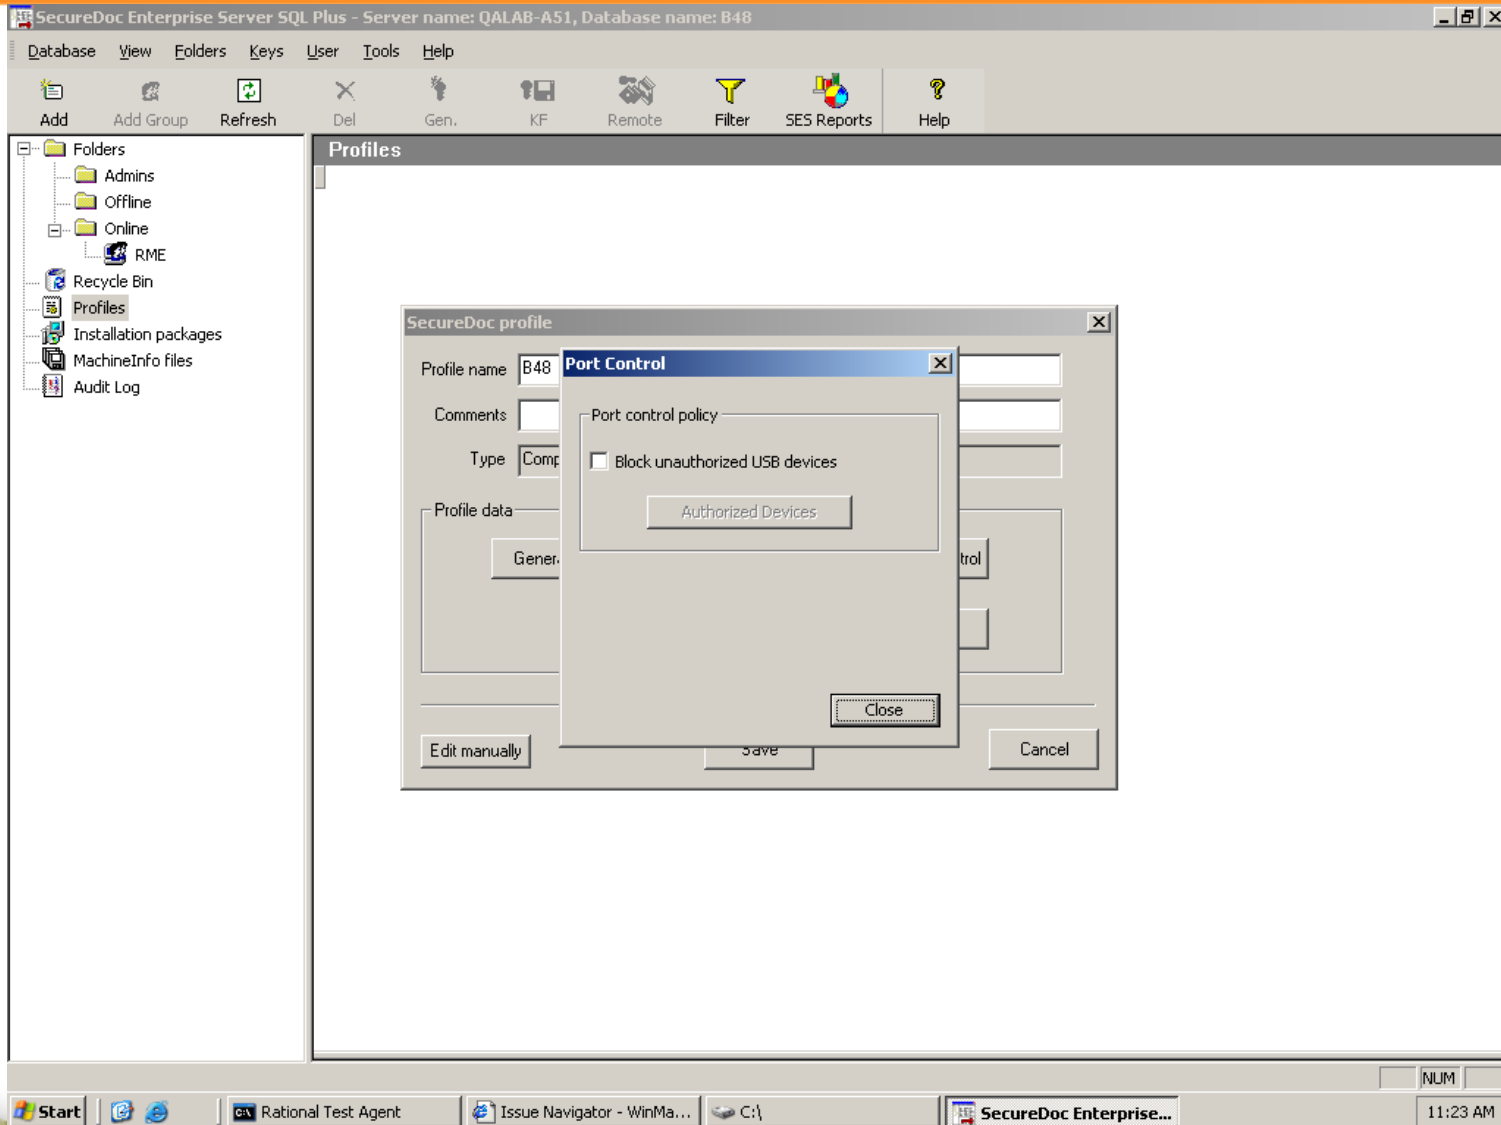 SecureDoc Enterprise Server SQL Plus - Server name: QALAB-A51, Database name: B48
Database View Folders Keys User Tools Help
Add Add Group Refresh Del Gen. KF Remote Filter SES Reports Help
Folders
Admins
Offline
Online
RME
Recycle Bin
Profiles
Installation packages
MachineInfo files
Audit Log
Profiles
SecureDoc profile
Profile name B48
Comments
Type Comp
Profile data
Gener
trol
Edit manually
Save
Cancel
Port Control
Port control policy
Block unauthorized USB devices
Authorized Devices
Close
NUM
Start
Rational Test Agent
Issue Navigator - WinMa...
C:\
SecureDoc Enterprise...
11:23 AM